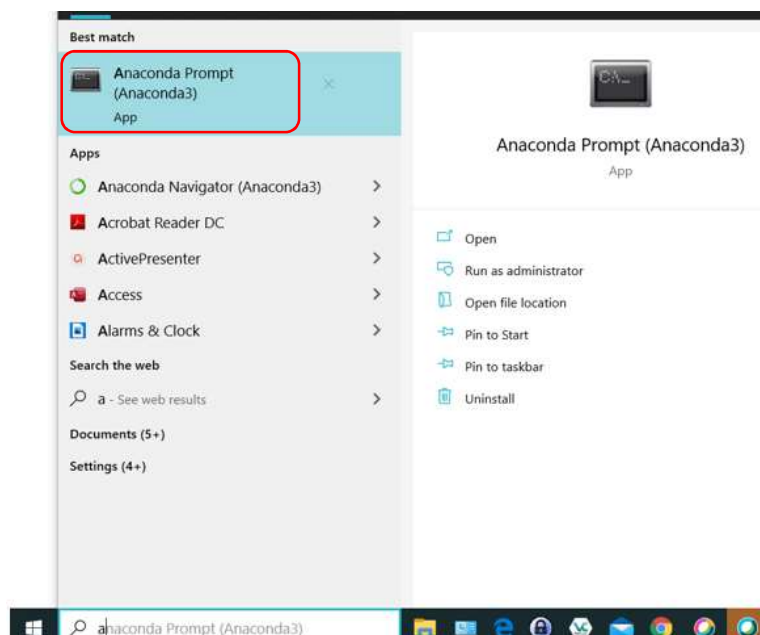 Best match
Anaconda Prompt
(Anaconda3)
App
Apps
Anaconda Navigator (Anaconda3)
Acrobat Reader DC
ActivePresenter
Access
Alarms & Clock
Search the web
a - See web results
Documents (5+)
Settings (4+)
Anaconda Prompt (Anaconda3)
App
Open
Run as administrator
Open file location
Pin to Start
Pin to taskbar
Uninstall
anaconda Prompt (Anaconda3)